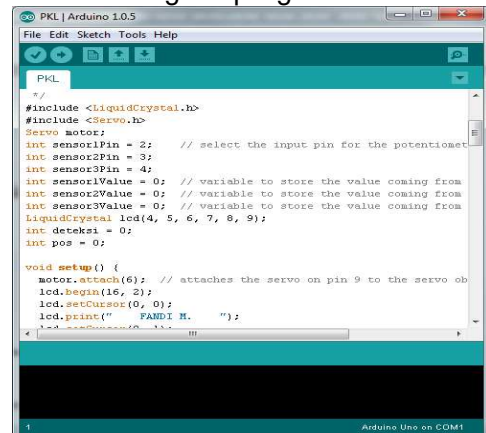 PKL | Arduino 1.0.5
File Edit Sketch Tools Help
PKL
*/
#include <LiquidCrystal.h>
#include <Servo.h>
Servo motor;
int sensor1Pin = 2;    // select the input pin for the potentiomet
int sensor2Pin = 3;
int sensor3Pin = 4;
int sensor1Value = 0;  // variable to store the value coming from
int sensor2Value = 0;  // variable to store the value coming from
int sensor3Value = 0;  // variable to store the value coming from
LiquidCrystal lcd(4, 5, 6, 7, 8, 9);
int deteksi = 0;
int pos = 0;
void setup() {
motor.attach(6);  // attaches the servo on pin 9 to the servo ob
lcd.begin(16, 2);
lcd.setCursor(0, 0);
lcd.print("    FANDI M.    ");
1
Arduino Uno on COM1